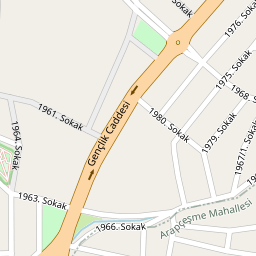 1976. Sokak
1975. Sokak
1968.
1961. Sokak
Gençlik Caddesi
1980. Sokak
1979. Sokak
1964. Sokak
1967/1. Sokak
1963. Sokak
Arapçeşme Mahallesi
1966. Sokak